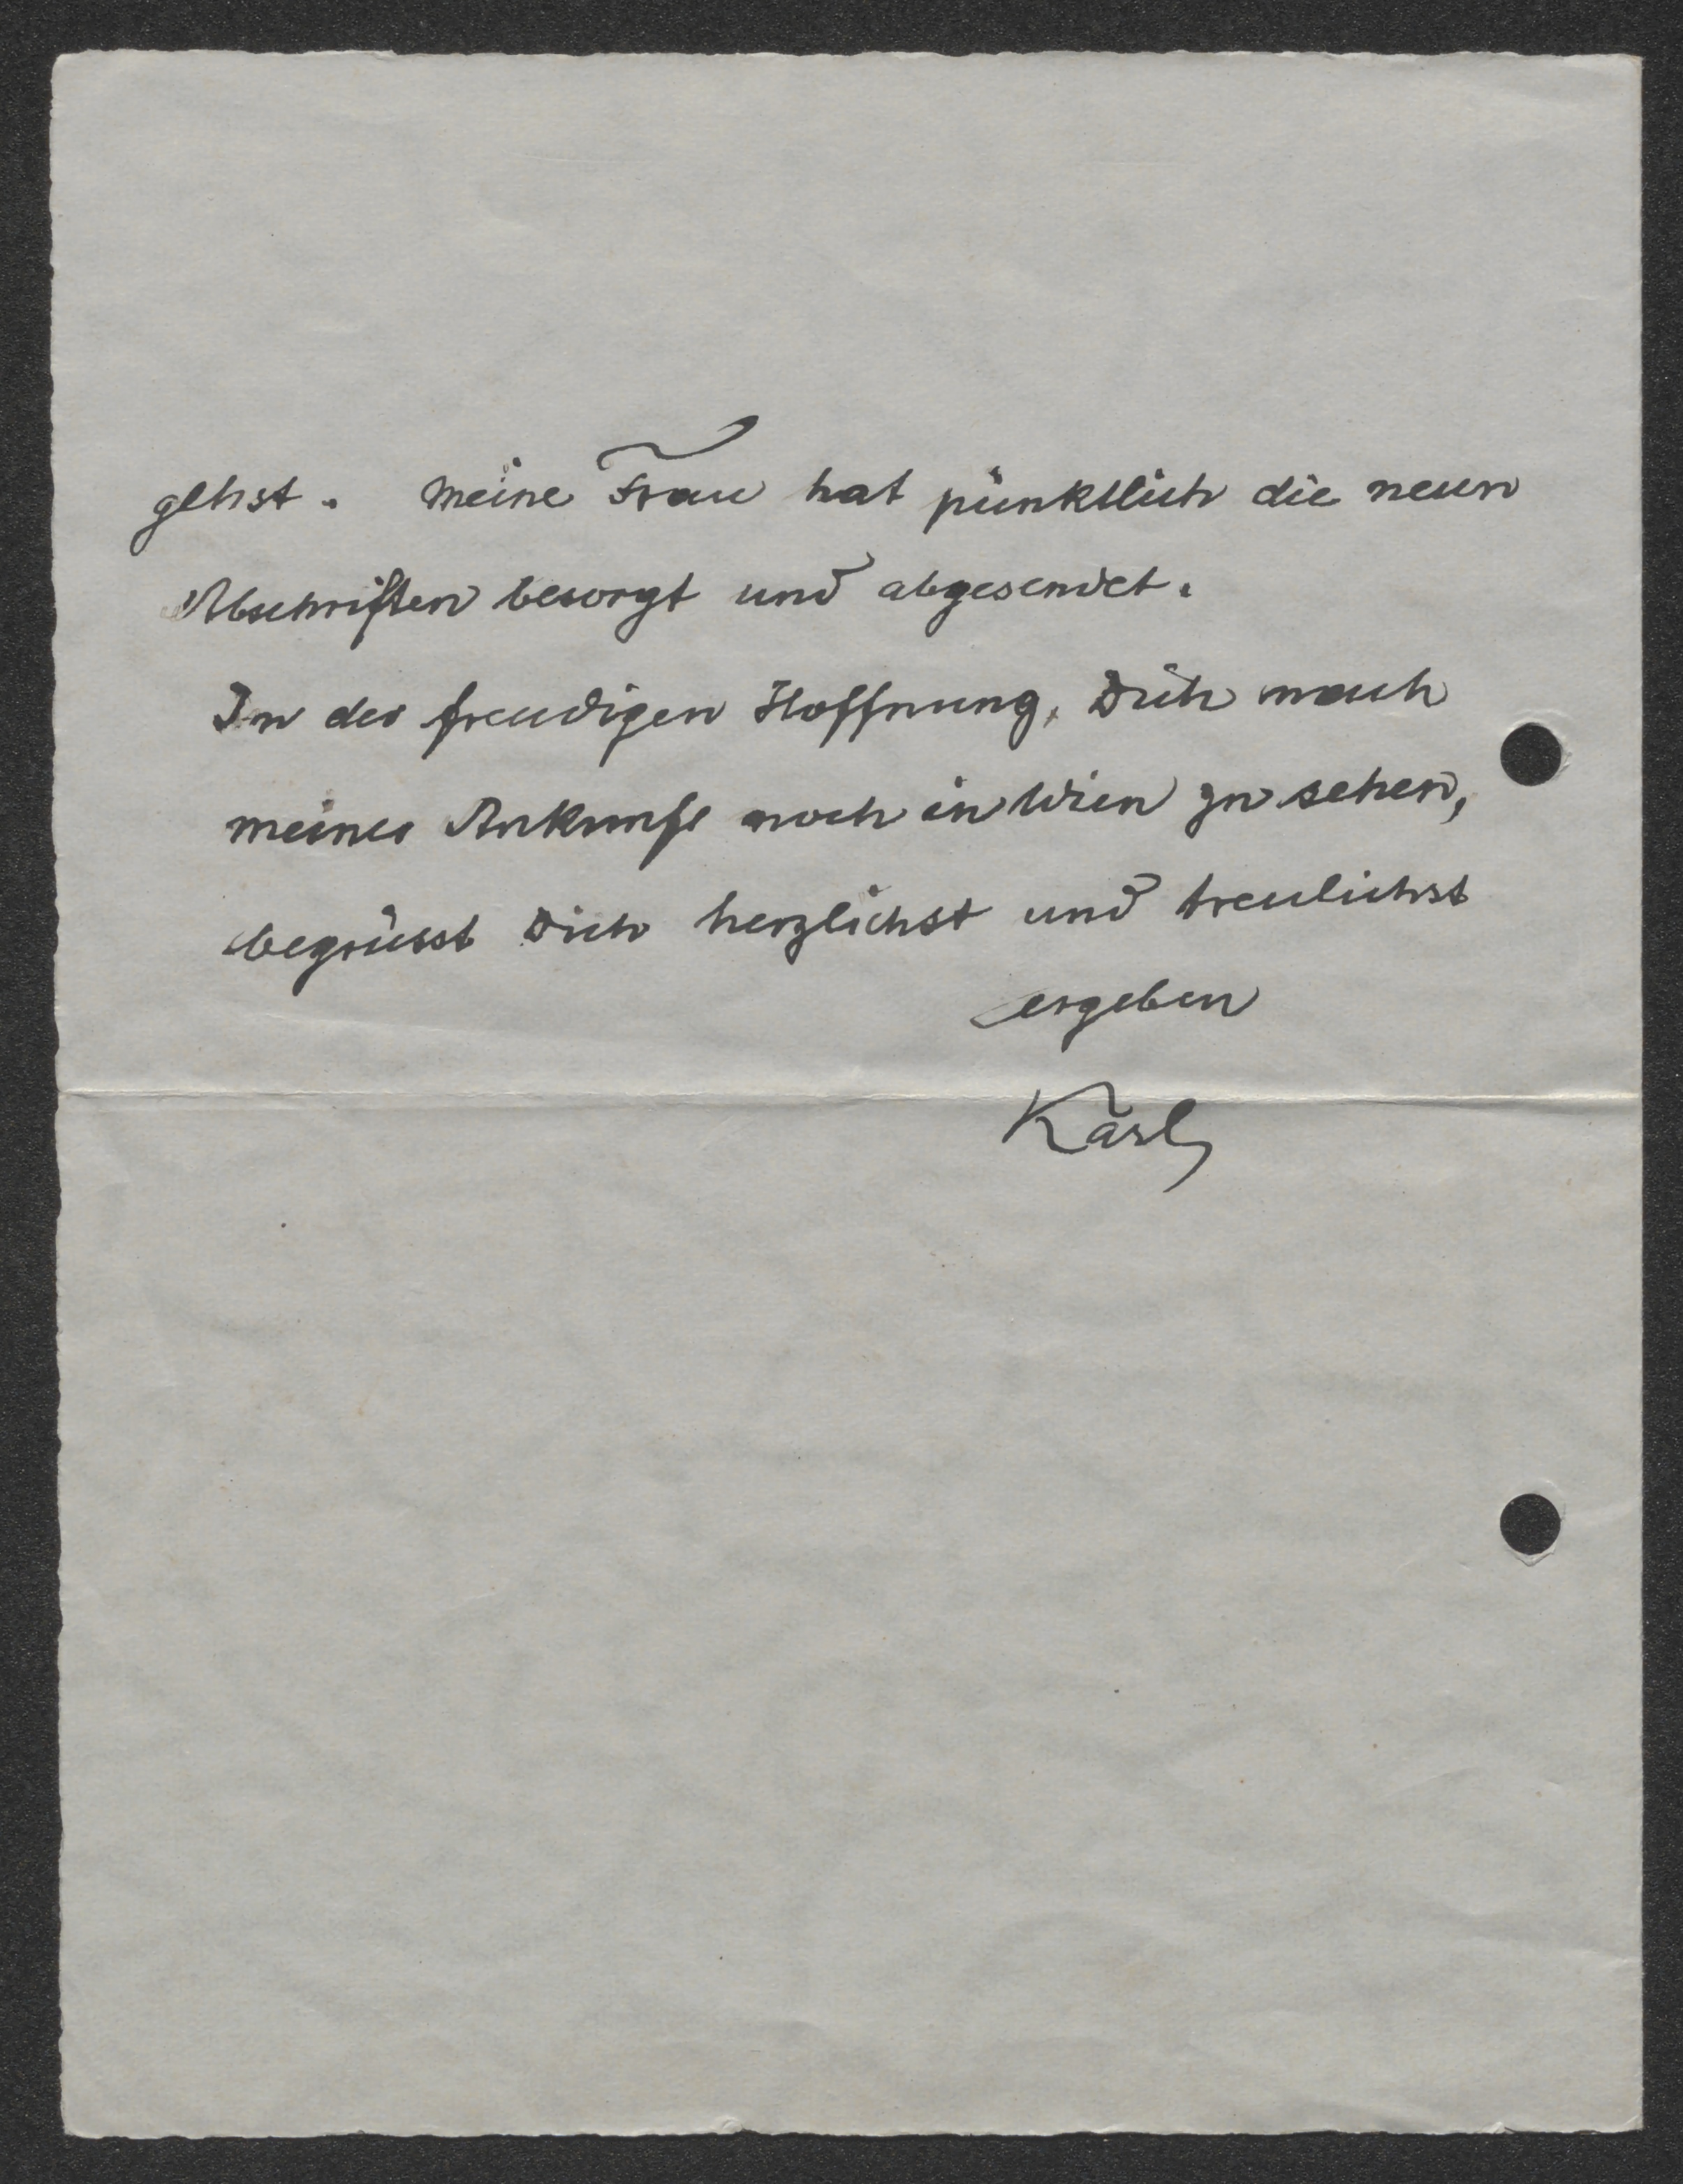 gehst. Meine Frau hat pünktlich die neun
Abschriften besorgt und abgesendet.
In der freudigen Hoffnung, Dich nach
meiner Ankunft noch in Wien zu sehen,
begrüsst Dich herzlichst und treulichst
ergeben
Karl